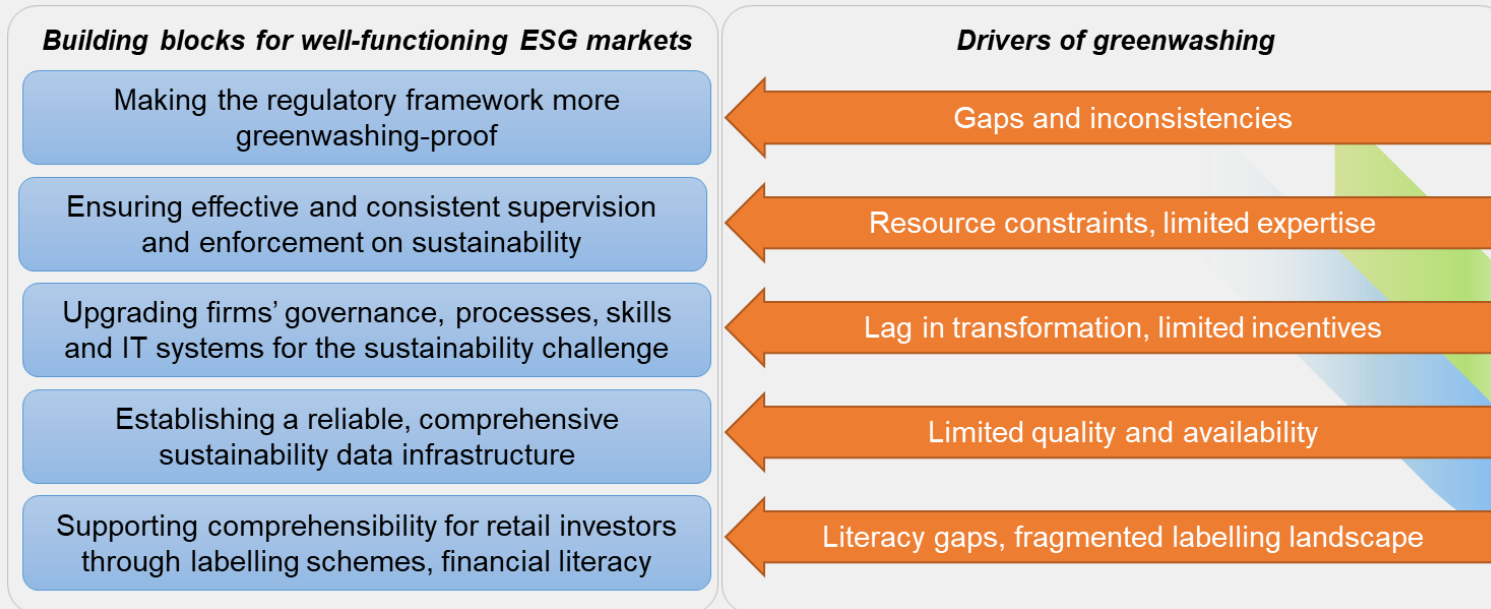 Building blocks for well-functioning ESG markets
Drivers of greenwashing
Making the regulatory framework more
greenwashing-proof
Gaps and inconsistencies
Ensuring effective and consistent supervision
and enforcement on sustainability
Resource constraints, limited expertise
Upgrading firms’ governance, processes, skills
and IT systems for the sustainability challenge
Lag in transformation, limited incentives
Establishing a reliable, comprehensive
sustainability data infrastructure
Limited quality and availability
Supporting comprehensibility for retail investors
through labelling schemes, financial literacy
Literacy gaps, fragmented labelling landscape